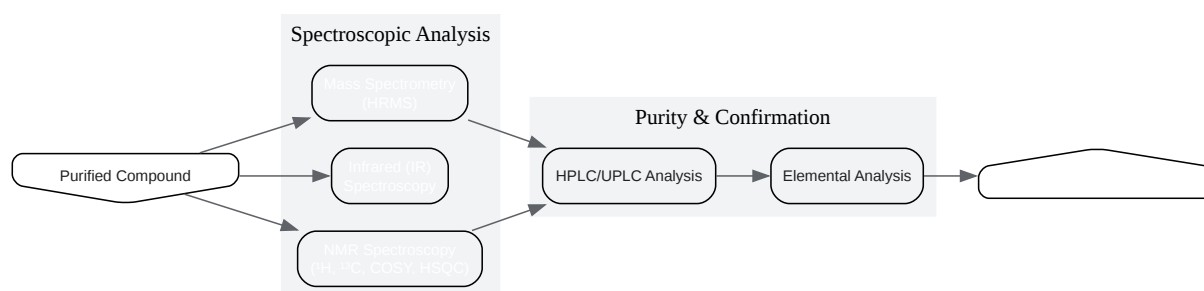 Spectroscopic Analysis
Mass Spectrometry
(HRMS)
Purity & Confirmation
Purified Compound
Infrared (IR)
Spectroscopy
HPLC/UPLC Analysis
Elemental Analysis
NMR Spectroscopy
(¹H, ¹³C, COSY, HSQC)